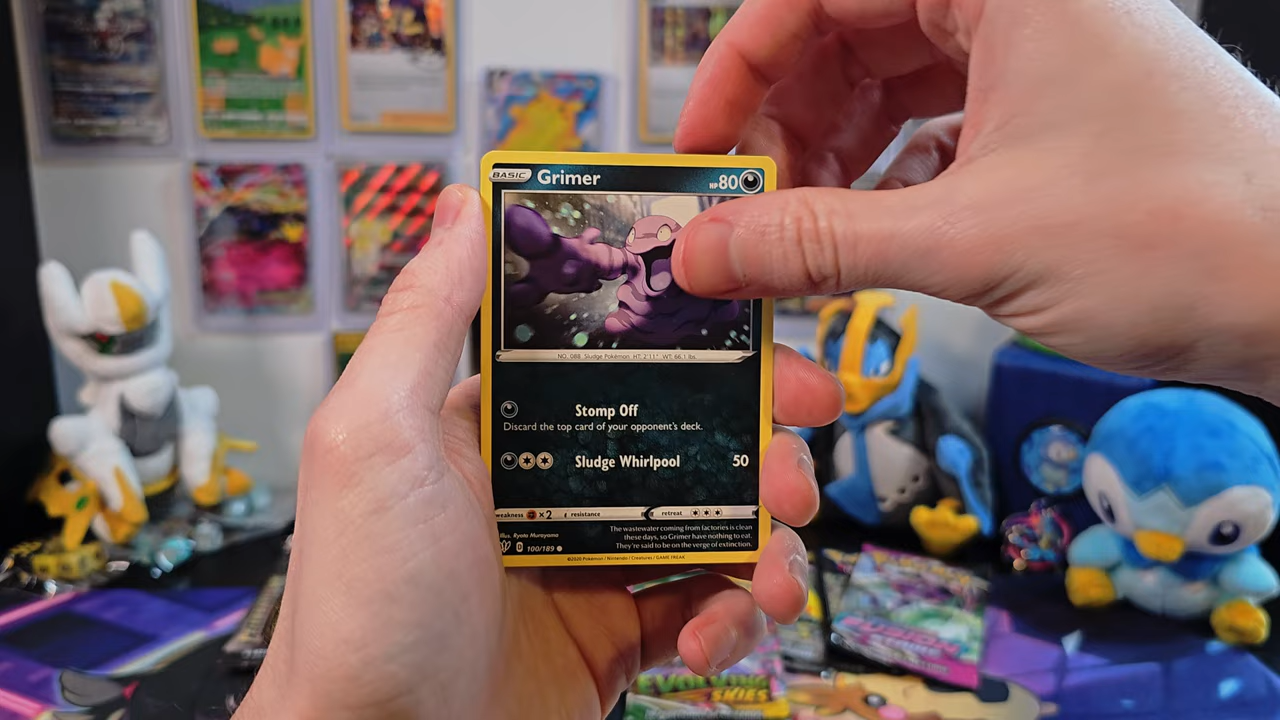 BASIC Grimer HP80
NO. 088 Sludge Pokémon HT: 2'11" WT: 66.1 lbs.
Stomp Off
Discard the top card of your opponent's deck.
Sludge Whirlpool 50
weakness ×2 resistance retreat
The wastewater coming from factories is clean
these days, so Grimer have nothing to eat.
They're said to be on the verge of extinction.
Illus. Ryota Murayama
D 100/189
©2020 Pokémon / Nintendo / Creatures / GAME FREAK
EVOLVING
SKIES